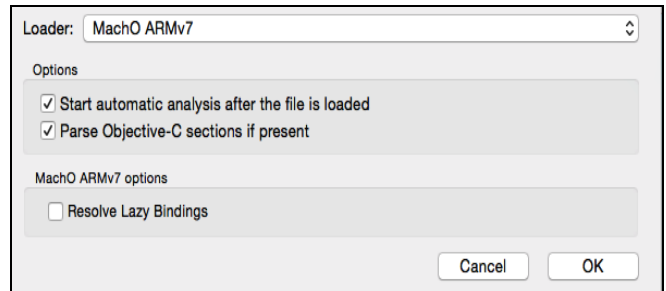 Loader: MachO ARMv7
Options
Start automatic analysis after the file is loaded
Parse Objective-C sections if present
MachO ARMv7 options
Resolve Lazy Bindings
Cancel OK